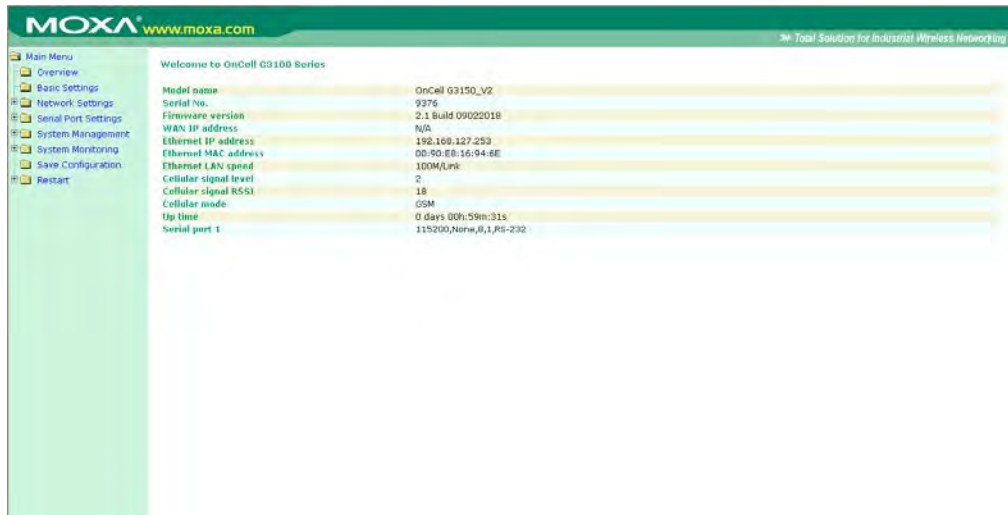 MOXA® www.moxa.com
Total Solution for Industrial Wireless Networking
Main Menu
Overview
Basic Settings
Network Settings
Serial Port Settings
System Management
System Monitoring
Save Configuration
Restart
Welcome to OnCell G3100 Series
Model name OnCell G3150_V2
Serial No. 9376
Firmware version 2.1 Build 09022018
WAN IP address N/A
Ethernet IP address 192.168.127.253
Ethernet MAC address 00:90:E8:16:94:6E
Ethernet LAN speed 100M/Link
Cellular signal level 2
Cellular signal RSSI 18
Cellular mode GSM
Up time 0 days 00h:59m:31s
Serial port 1 115200,None,8,1,RS-232